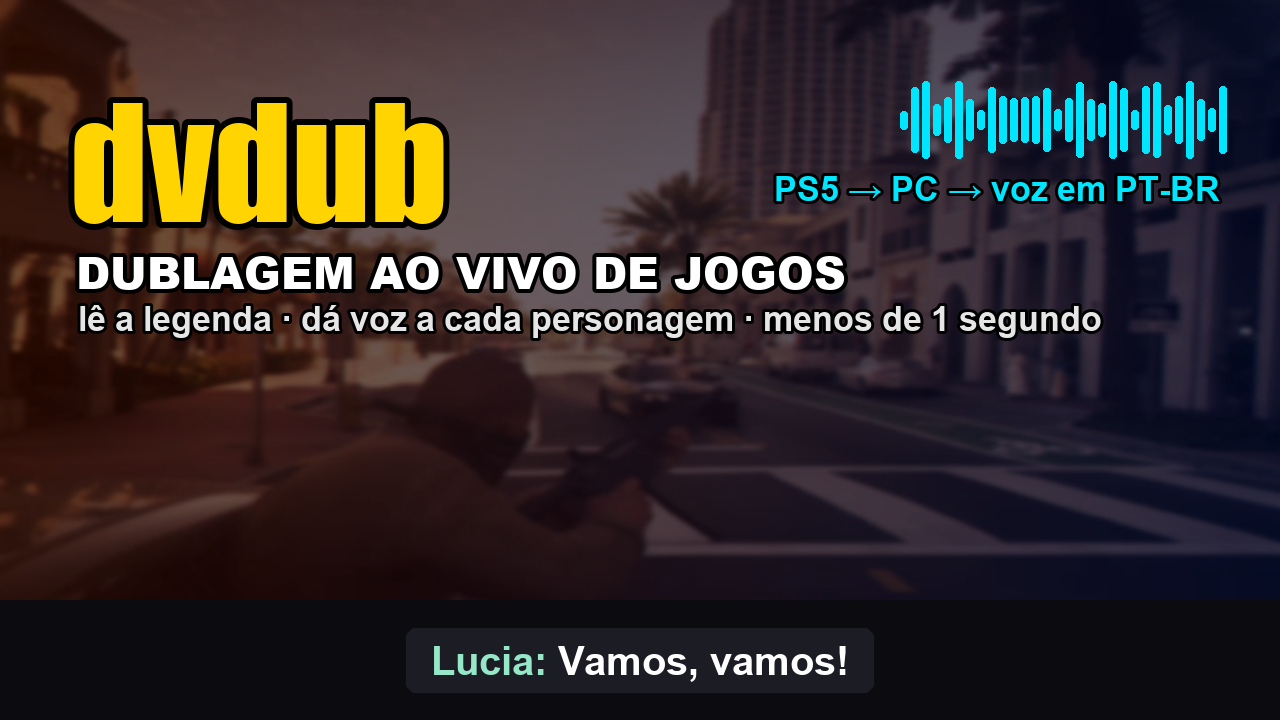 dvdub
PS5 → PC → voz em PT-BR
DUBLAGEM AO VIVO DE JOGOS
lê a legenda · dá voz a cada personagem · menos de 1 segundo
Lucia: Vamos, vamos!